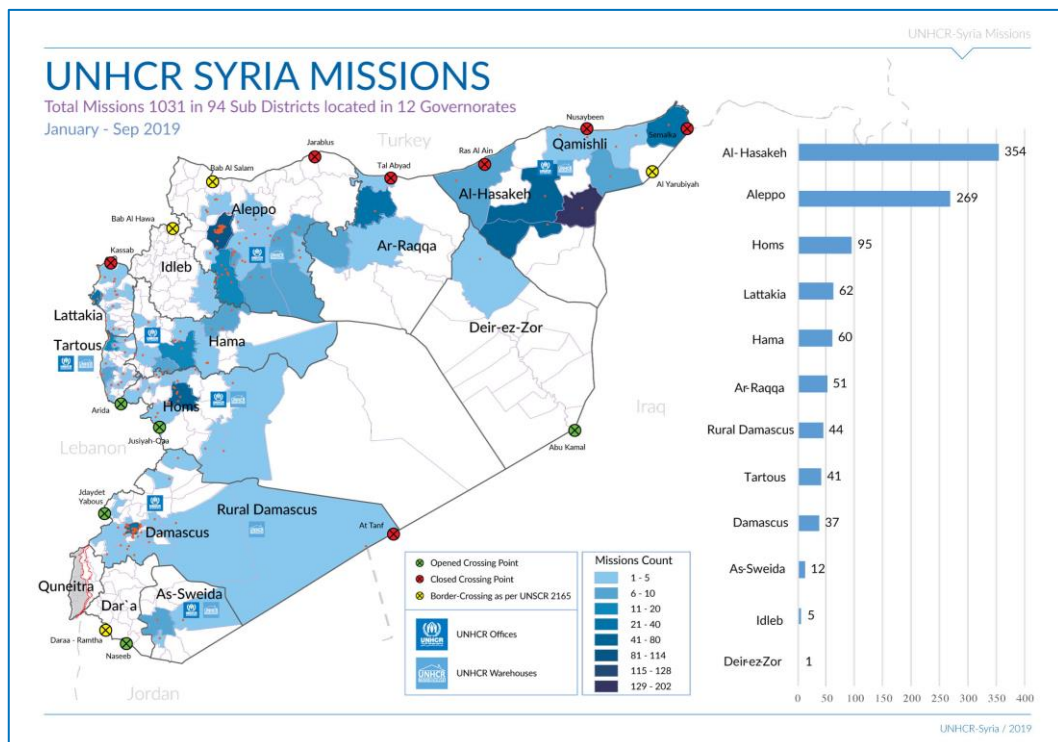 UNHCR-Syria Missions
UNHCR SYRIA MISSIONS
Total Missions 1031 in 94 Sub Districts located in 12 Governorates
January - Sep 2019
Turkey
Nusaybeen
Semalka
Jarablus
Ras Al Ain
Qamishli
Bab Al Salam
Tal Abyad
Al Yarubiyah
Al-Hasakeh
Aleppo
Bab Al Hawa
Ar-Raqqa
Kassab
Idleb
Lattakia
Deir-ez-Zor
Tartous
Hama
Homs
Arida
Iraq
Jusiyah-Qaa
Abu Kamal
Lebanon
Jdaydet
Yabous
Rural Damascus
Damascus
At Tanf
Quneitra
Dar`a
As-Sweida
Daraa - Ramtha
Naseeb
Jordan
Opened Crossing Point
Closed Crossing Point
Border-Crossing as per UNSCR 2165
UNHCR
UNHCR Offices
UNHCR
UNHCR Warehouses
Missions Count
1 - 5
6 - 10
11 - 20
21 - 40
41 - 80
81 - 114
115 - 128
129 - 202
Al-Hasakeh 354
Aleppo 269
Homs 95
Lattakia 62
Hama 60
Ar-Raqqa 51
Rural Damascus 44
Tartous 41
Damascus 37
As-Sweida 12
Idleb 5
Deir-ez-Zor 1
0 50 100 150 200 250 300 350 400
UNHCR-Syria / 2019